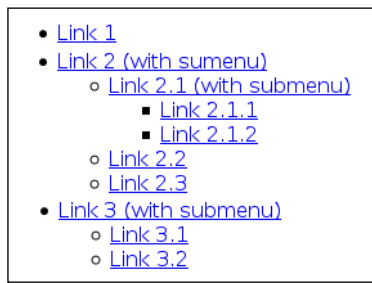 Link 1
Link 2 (with sumenu)
Link 2.1 (with submenu)
Link 2.1.1
Link 2.1.2
Link 2.2
Link 2.3
Link 3 (with submenu)
Link 3.1
Link 3.2